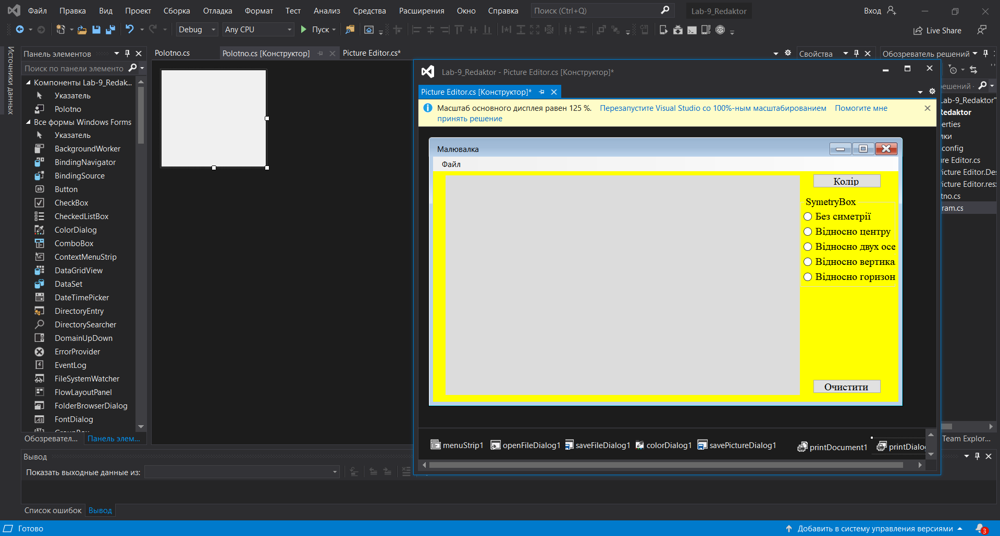 Файл Правка Вид Проект Сборка Отладка Формат Тест Анализ Средства Расширения Окно Справка Поиск (Ctrl+Q) Lab-9_Redaktor Вход
Debug Any CPU Пуск Live Share
Источники данных
Панель элементов
Поиск по панели элементо
Компоненты Lab-9_Redak...
Указатель
Polotno
Все формы Windows Forms
Указатель
BackgroundWorker
BindingNavigator
BindingSource
Button
CheckBox
CheckedListBox
ColorDialog
ComboBox
ContextMenuStrip
DataGridView
DataSet
DateTimePicker
DirectoryEntry
DirectorySearcher
DomainUpDown
ErrorProvider
EventLog
FileSystemWatcher
FlowLayoutPanel
FolderBrowserDialog
FontDialog
Обозревател... Панель элем...
Polotno.cs Polotno.cs [Конструктор] Picture Editor.cs*
Свойства
Обозреватель решений
Lab-9_Redaktor - Picture Editor.cs [Конструктор]*
Picture Editor.cs [Конструктор]*
Масштаб основного дисплея равен 125 %. Перезапустите Visual Studio со 100%-ным масштабированием Помогите мне
принять решение
Малювалка
Файл
Колір
SymetryBox
Без симетрії
Відносно центру
Відносно двух осе
Відносно вертика
Відносно горизон
Очистити
menuStrip1 openFileDialog1 saveFileDialog1 colorDialog1 savePictureDialog1 printDocument1 printDialog
ешений -
Lab-9_Redaktor"
Redaktor
erties
лки
config
re Editor.cs
icture Editor.Des
icture Editor.res
tno.cs
ram.cs
Team Explor...
Вывод
Показать выходные данные из:
Список ошибок Вывод
Готово
Добавить в систему управления версиями 3